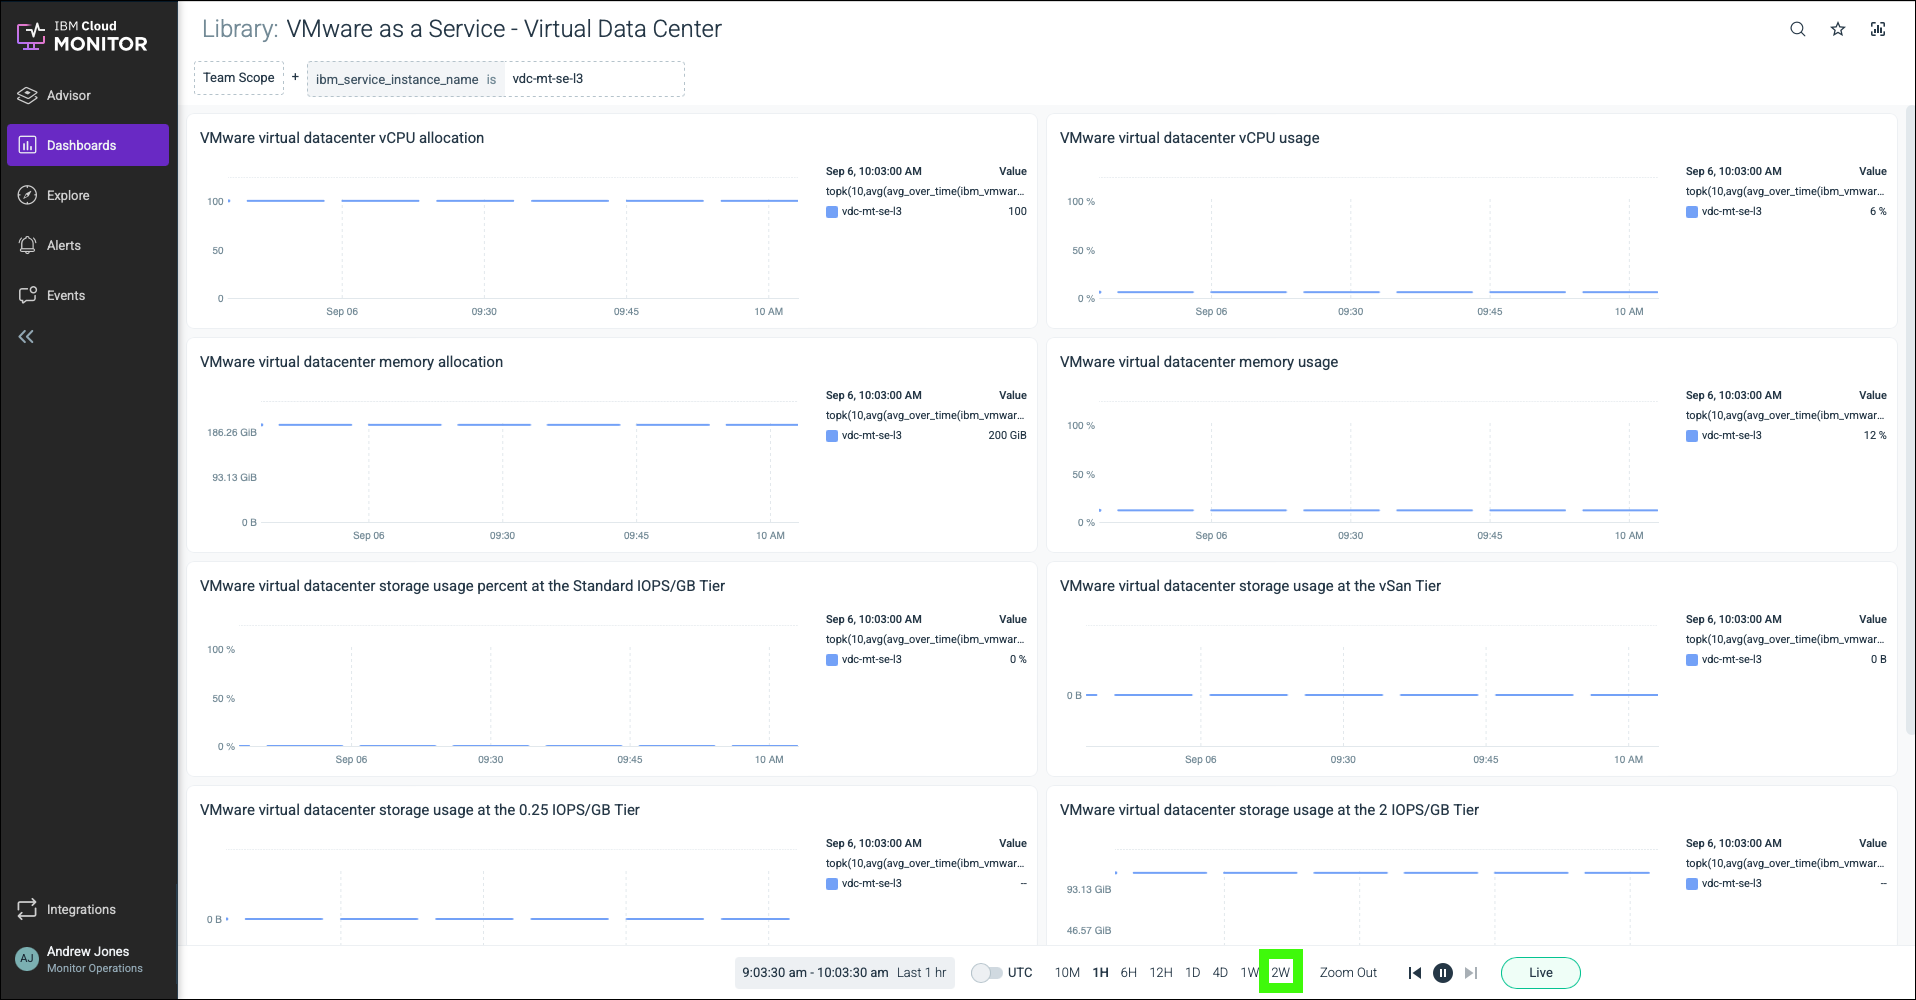 IBM Cloud
MONITOR
Advisor
Dashboards
Explore
Alerts
Events
Integrations
AJ
Andrew Jones
Monitor Operations
Library: VMware as a Service - Virtual Data Center
Team Scope + ibm_service_instance_name is vdc-mt-se-l3
VMware virtual datacenter vCPU allocation
Sep 6, 10:03:00 AM Value
topk(10,avg(avg_over_time(ibm_vmwar...
vdc-mt-se-l3 100
100
50
0
Sep 06 09:30 09:45 10 AM
VMware virtual datacenter vCPU usage
Sep 6, 10:03:00 AM Value
topk(10,avg(avg_over_time(ibm_vmwar...
vdc-mt-se-l3 6 %
100 %
50 %
0 %
Sep 06 09:30 09:45 10 AM
VMware virtual datacenter memory allocation
Sep 6, 10:03:00 AM Value
topk(10,avg(avg_over_time(ibm_vmwar...
vdc-mt-se-l3 200 GiB
186.26 GiB
93.13 GiB
0 B
Sep 06 09:30 09:45 10 AM
VMware virtual datacenter memory usage
Sep 6, 10:03:00 AM Value
topk(10,avg(avg_over_time(ibm_vmwar...
vdc-mt-se-l3 12 %
100 %
50 %
0 %
Sep 06 09:30 09:45 10 AM
VMware virtual datacenter storage usage percent at the Standard IOPS/GB Tier
Sep 6, 10:03:00 AM Value
topk(10,avg(avg_over_time(ibm_vmwar...
vdc-mt-se-l3 0 %
100 %
50 %
0 %
Sep 06 09:30 09:45 10 AM
VMware virtual datacenter storage usage at the vSan Tier
Sep 6, 10:03:00 AM Value
topk(10,avg(avg_over_time(ibm_vmwar...
vdc-mt-se-l3 0 B
0 B
Sep 06 09:30 09:45 10 AM
VMware virtual datacenter storage usage at the 0.25 IOPS/GB Tier
Sep 6, 10:03:00 AM Value
topk(10,avg(avg_over_time(ibm_vmwar...
vdc-mt-se-l3 --
0 B
VMware virtual datacenter storage usage at the 2 IOPS/GB Tier
Sep 6, 10:03:00 AM Value
topk(10,avg(avg_over_time(ibm_vmwar...
vdc-mt-se-l3 --
93.13 GiB
46.57 GiB
9:03:30 am - 10:03:30 am Last 1 hr UTC 10M 1H 6H 12H 1D 4D 1W 2W Zoom Out Live